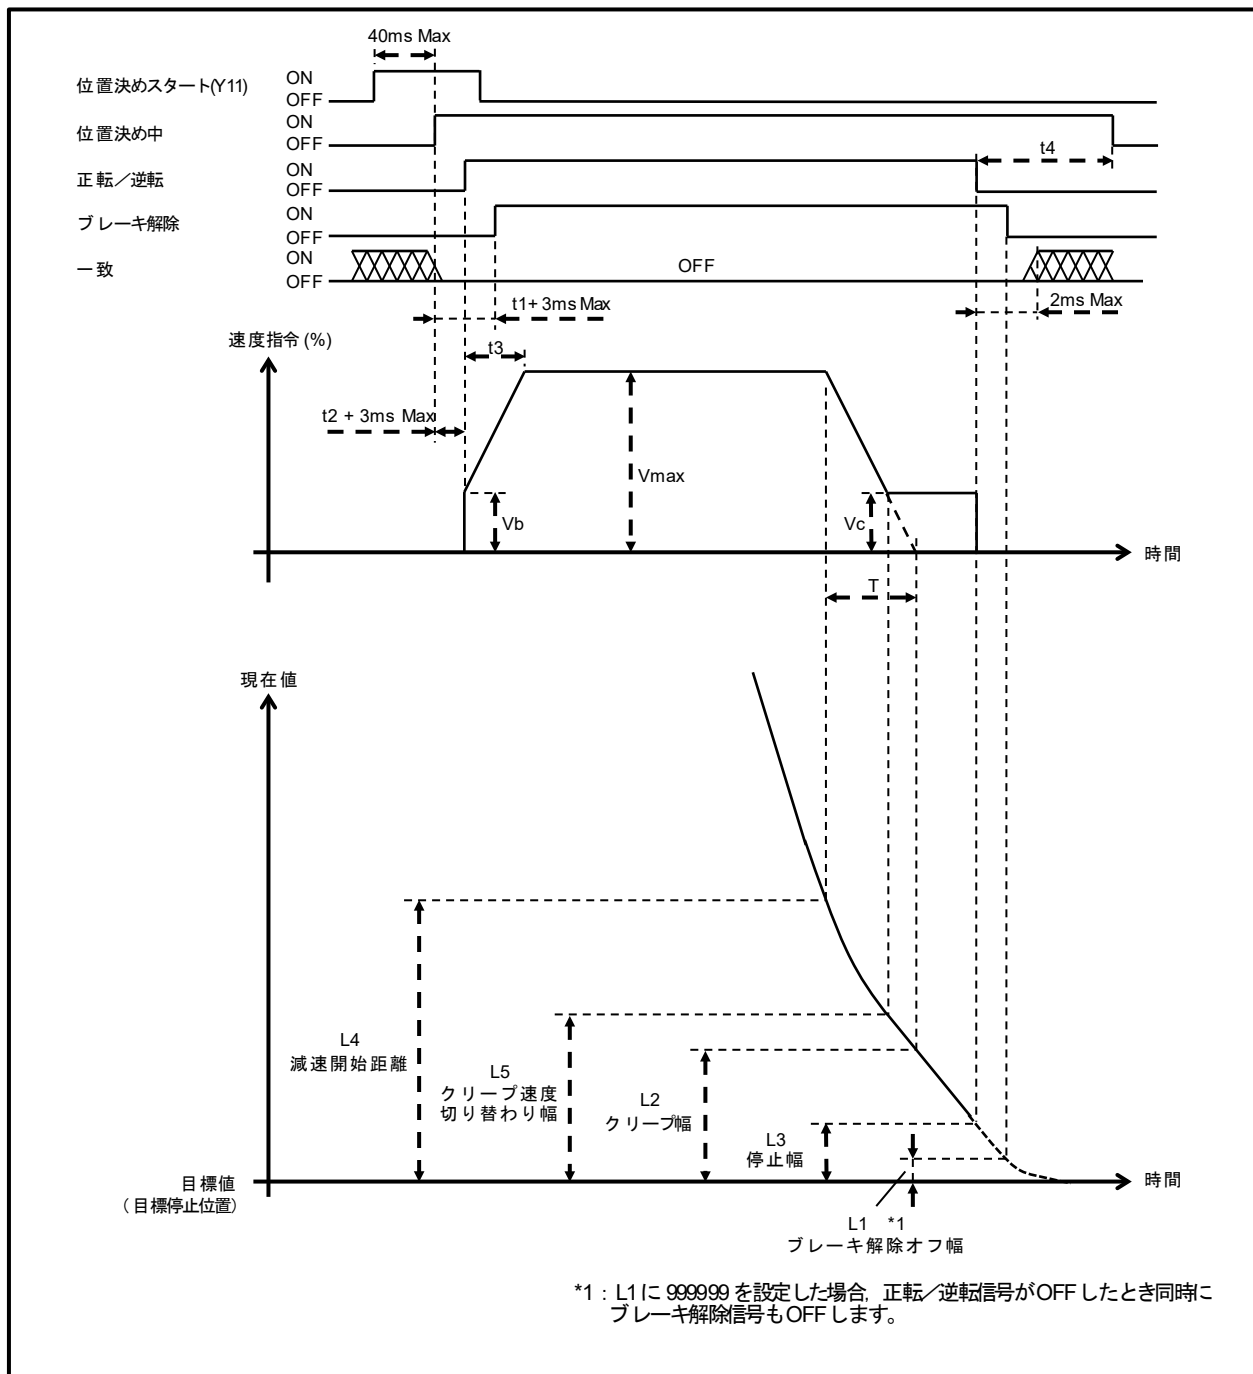 40ms Max
位置決めスタート(Y11)
ON
OFF
位置決め中
ON
OFF
t4
正転／逆転
ON
OFF
ブレーキ解除
ON
OFF
一致
ON
OFF
OFF
t1+ 3ms Max
2ms Max
速度指令 (%)
t3
t2 + 3ms Max
Vmax
Vb
Vc
時間
T
現在値
L4
減速開始距離
L5
クリープ速度
切り替わり幅
L2
クリープ幅
L3
停止幅
目標値
（目標停止位置）
時間
L1 *1
ブレーキ解除オフ幅
*1 : L1に 999999 を設定した場合，正転／逆転信号がOFFしたとき同時に
ブレーキ解除信号もOFFします。